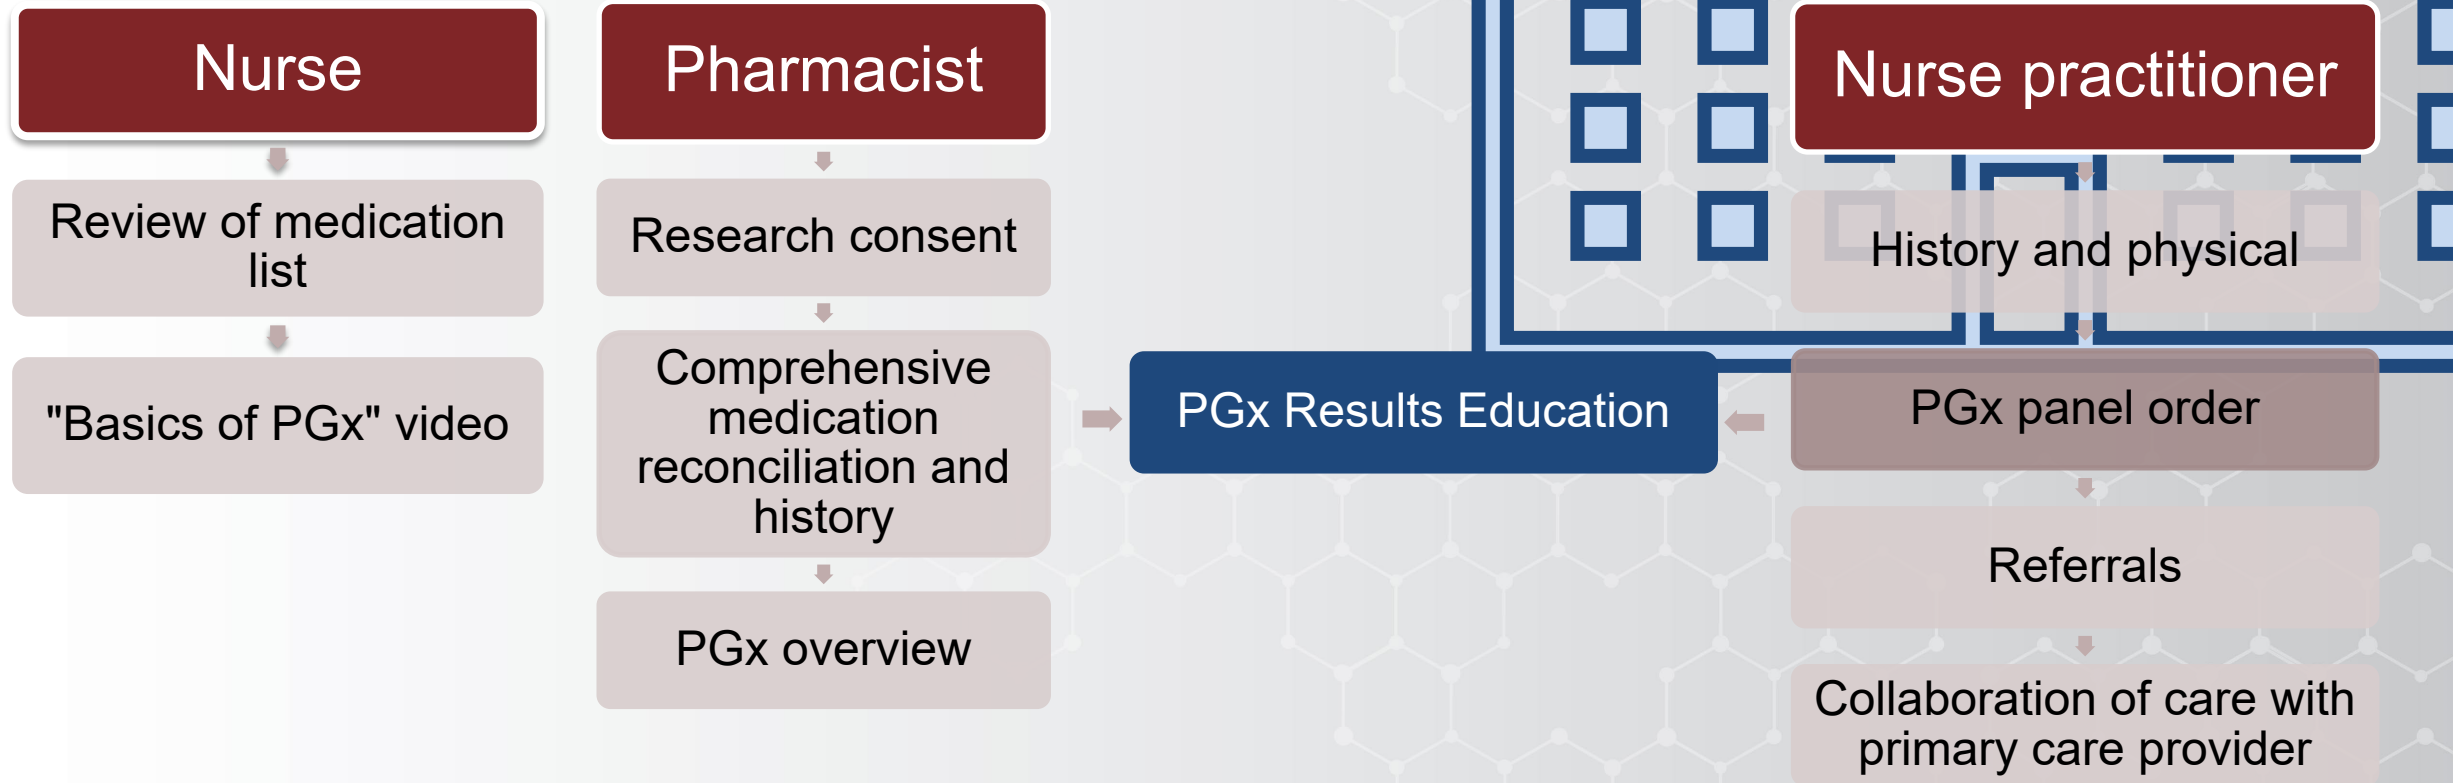 Nurse
Review of medication
list
"Basics of PGx" video
Pharmacist
Research consent
Comprehensive
medication
reconciliation and
history
PGx overview
PGx Results Education
Nurse practitioner
History and physical
PGx panel order
Referrals
Collaboration of care with
primary care provider